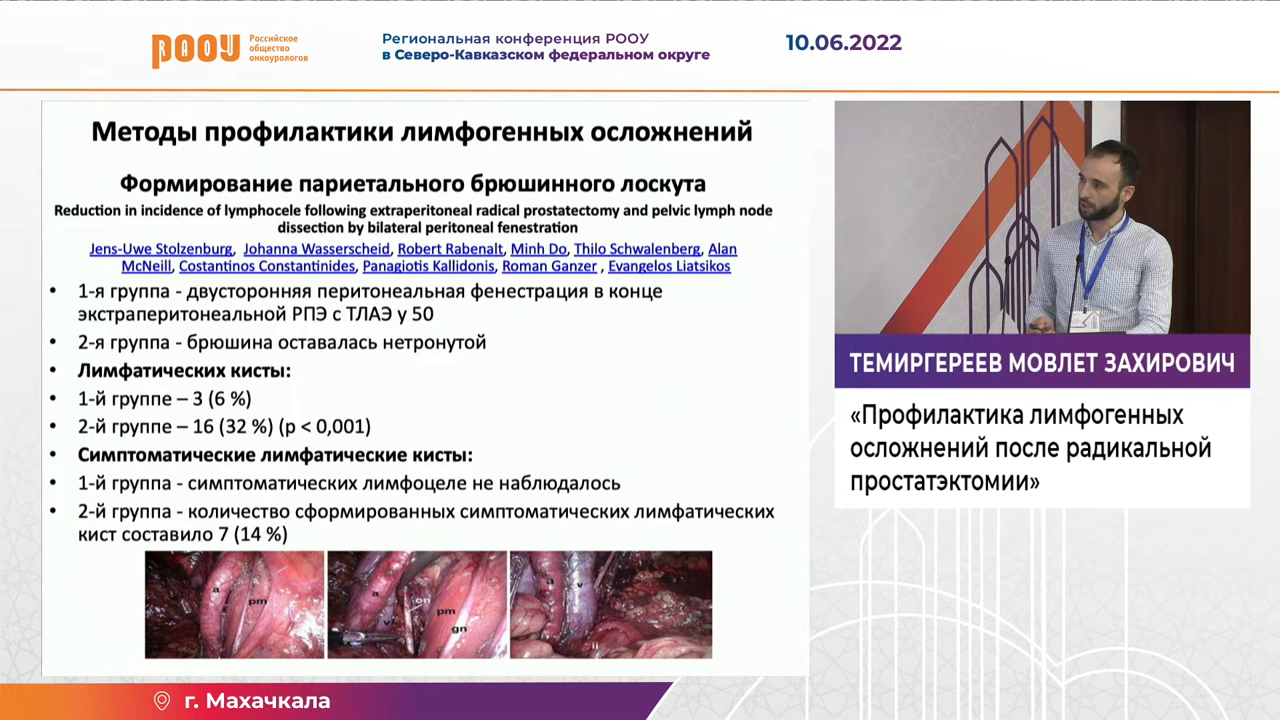 РООУ
RAOU
Российское
общество
онкоурологов
Региональная конференция РООУ
в Северо-Кавказском федеральном округе
10.06.2022
Методы профилактики лимфогенных осложнений
Формирование париетального брюшинного лоскута
Reduction in incidence of lymphocele following extraperitoneal radical prostatectomy and pelvic lymph node
dissection by bilateral peritoneal fenestration
Jens-Uwe Stolzenburg, Johanna Wasserscheid, Robert Rabenalt, Minh Do, Thilo Schwalenberg, Alan
McNeill, Costantinos Constantinides, Panagiotis Kallidonis, Roman Ganzer , Evangelos Liatsikos
• 1-я группа - двусторонняя перитонеальная фенестрация в конце
экстраперитонеальной РПЭ с ТЛАЭ у 50
• 2-я группа - брюшина оставалась нетронутой
• Лимфатических кисты:
• 1-й группе – 3 (6 %)
• 2-й группе – 16 (32 %) (p < 0,001)
• Симптоматические лимфатические кисты:
• 1-й группа - симптоматических лимфоцеле не наблюдалось
• 2-й группа - количество сформированных симптоматических лимфатических
кист составило 7 (14 %)
a pm
a v on pm gn
a v
ТЕМИРГЕРЕЕВ МОВЛЕТ ЗАХИРОВИЧ
«Профилактика лимфогенных
осложнений после радикальной
простатэктомии»
г. Махачкала